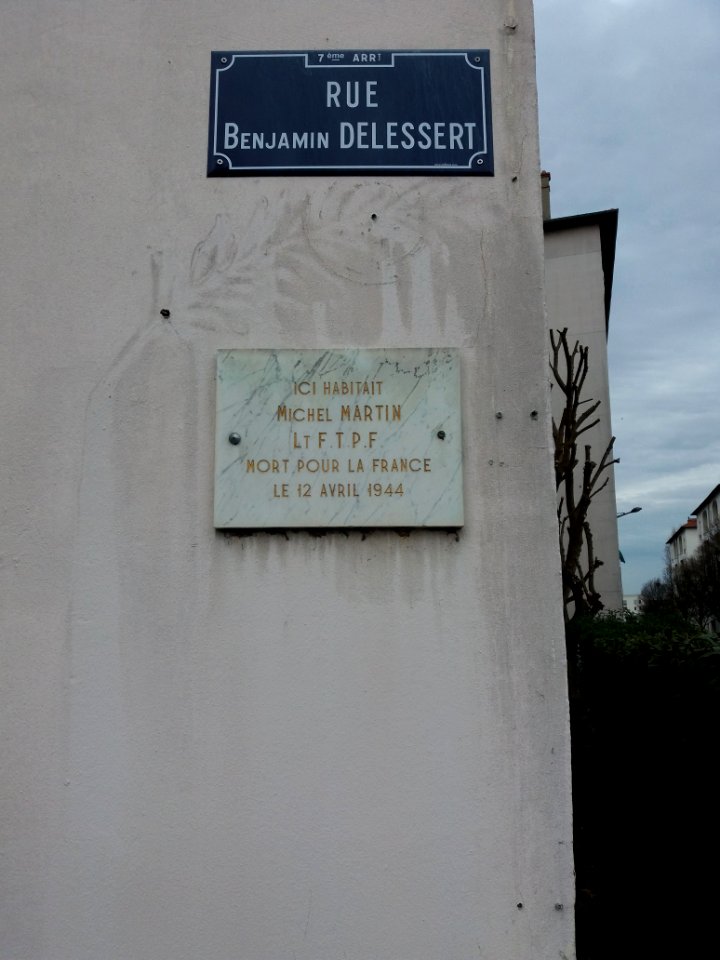 7ème ARRT
RUE
BENJAMIN DELESSERT
ICI HABITAIT
MICHEL MARTIN
LT F.T.P.F.
MORT POUR LA FRANCE
LE 12 AVRIL 1944